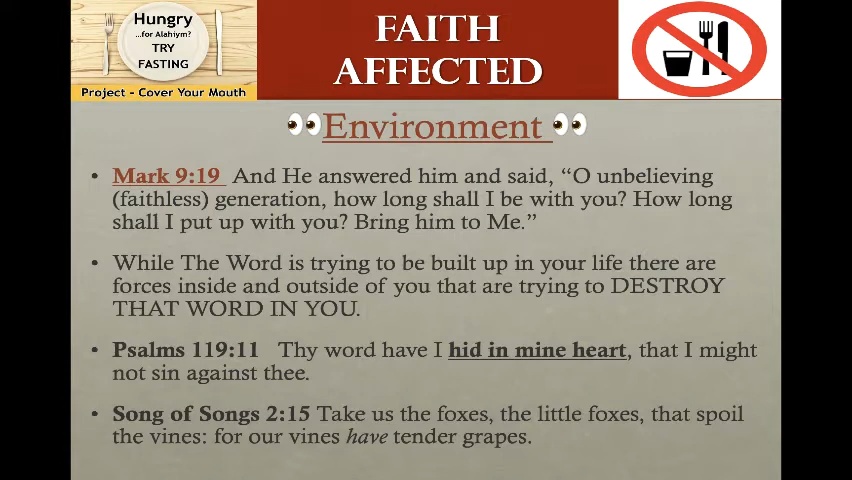 Hungry
...for Alahiym?
TRY
FASTING
Project - Cover Your Mouth
FAITH
AFFECTED
Environment
• Mark 9:19 And He answered him and said, “O unbelieving
(faithless) generation, how long shall I be with you? How long
shall I put up with you? Bring him to Me.”
• While The Word is trying to be built up in your life there are
forces inside and outside of you that are trying to DESTROY
THAT WORD IN YOU.
• Psalms 119:11 Thy word have I hid in mine heart, that I might
not sin against thee.
• Song of Songs 2:15 Take us the foxes, the little foxes, that spoil
the vines: for our vines have tender grapes.